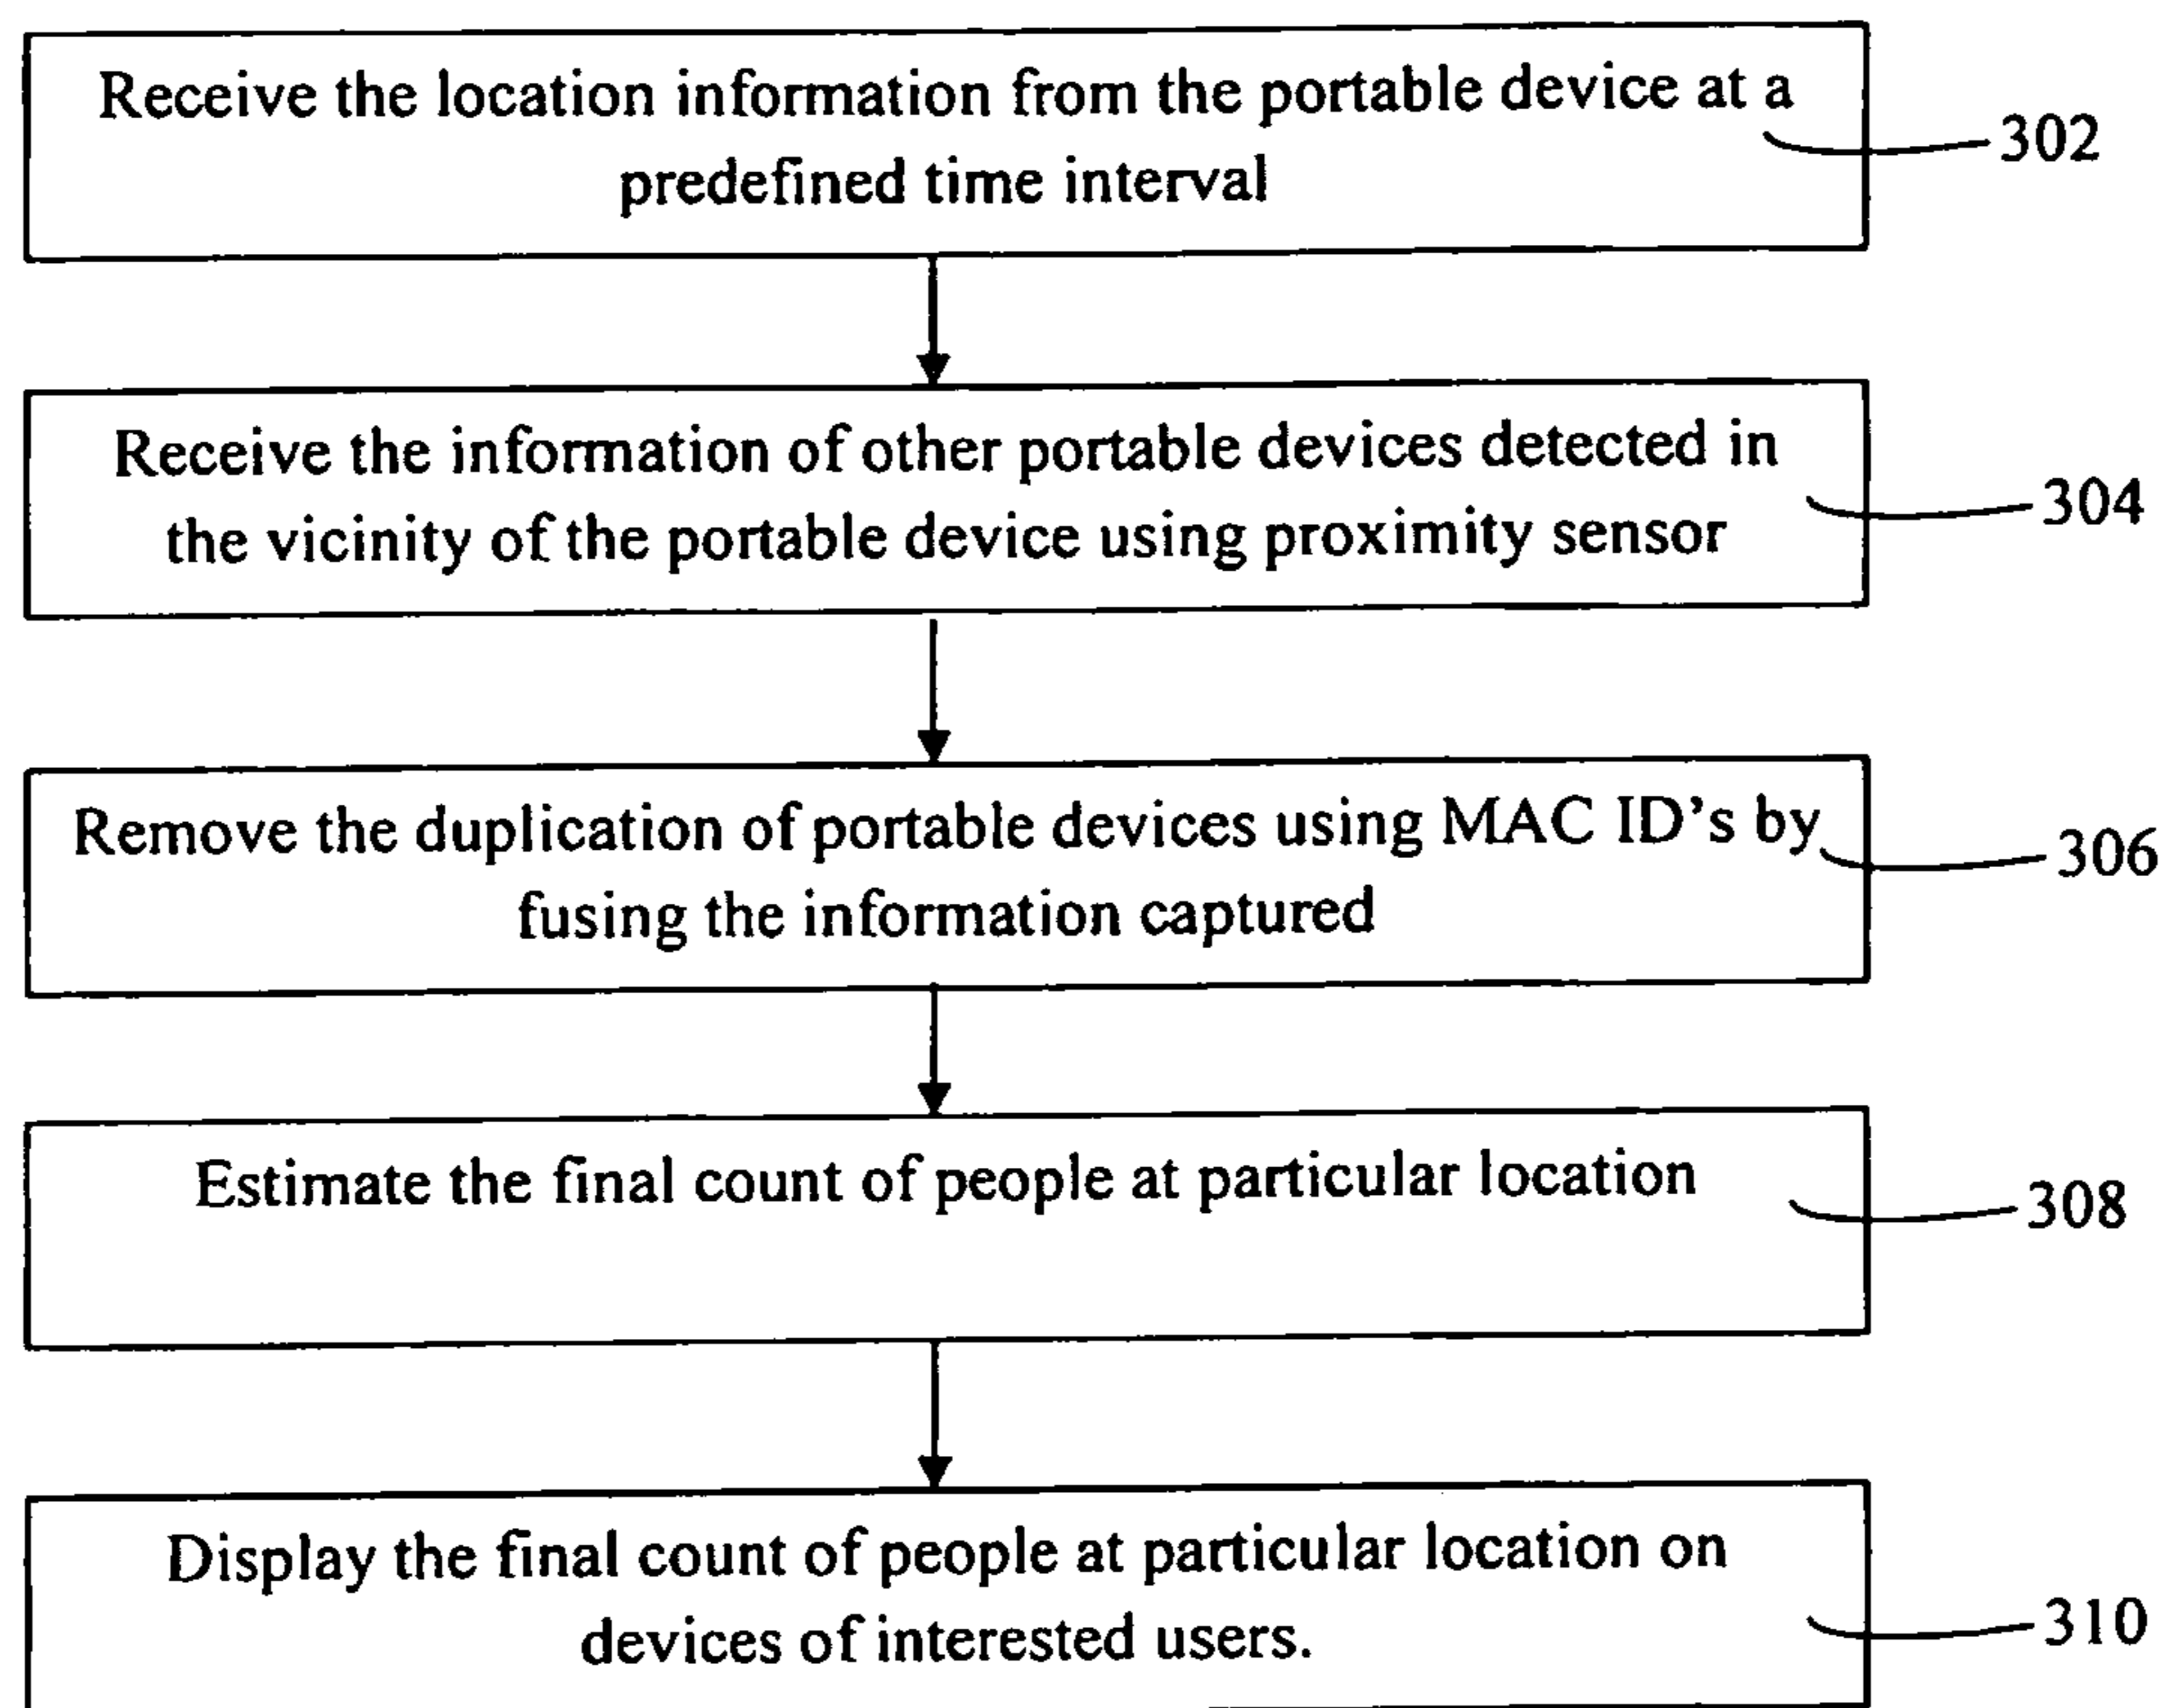 Receive the location information from the portable device at a
predefined time interval
302
Receive the information of other portable devices detected in
the vicinity of the portable device using proximity sensor
304
Remove the duplication of portable devices using MAC ID’s by
fusing the information captured
306
Estimate the final count of people at particular location
308
Display the final count of people at particular location on
devices of interested users.
310